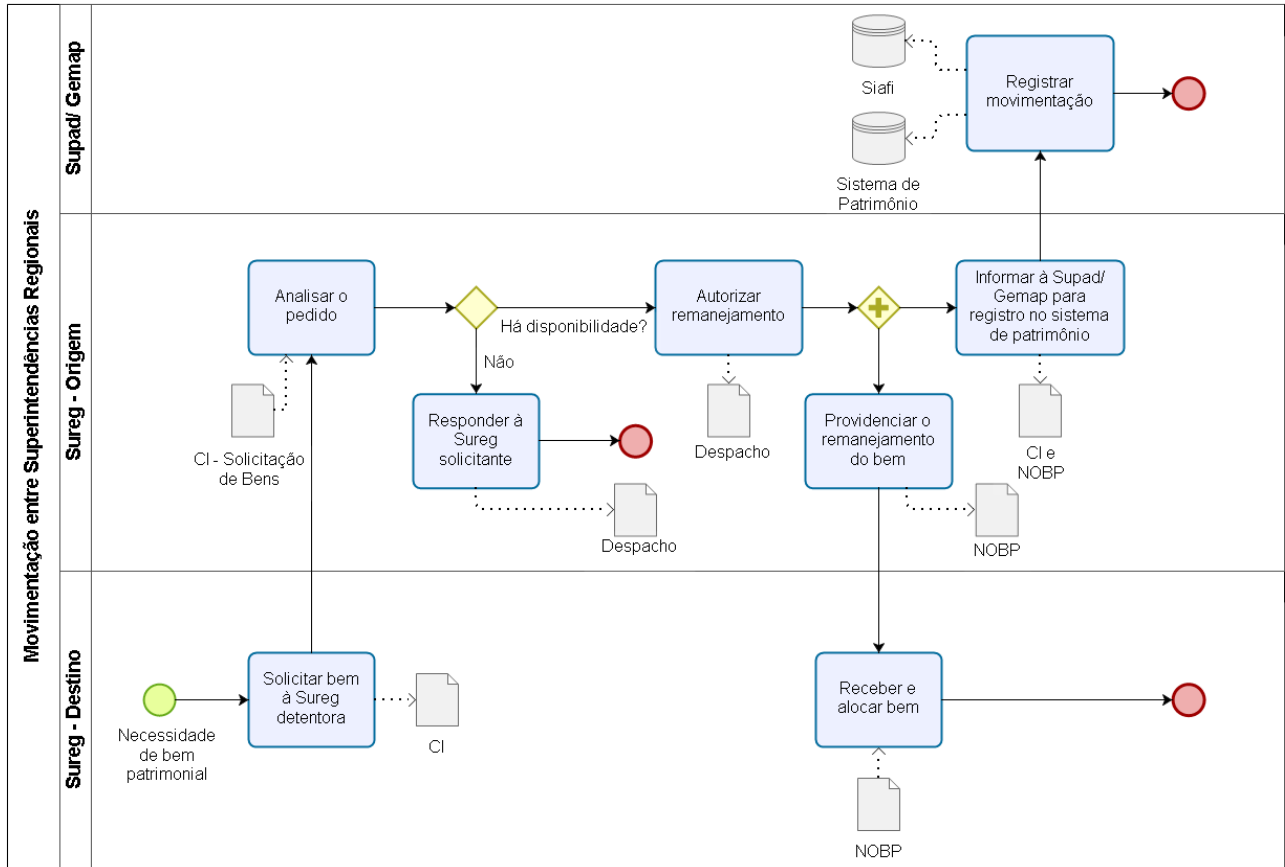 Movimentação entre Superintendências Regionais
Supad/ Gemap
Siafi
Sistema de
Patrimônio
Registrar
movimentação
Sureg - Origem
Analisar o
pedido
CI - Solicitação
de Bens
Há disponibilidade?
Não
Responder à
Sureg
solicitante
Despacho
Autorizar
remanejamento
Despacho
Providenciar o
remanejamento
do bem
NOBP
Informar à Supad/
Gemap para
registro no sistema
de patrimônio
CI e
NOBP
Sureg - Destino
Necessidade
de bem
patrimonial
Solicitar bem
à Sureg
detentora
CI
Receber e
alocar bem
NOBP